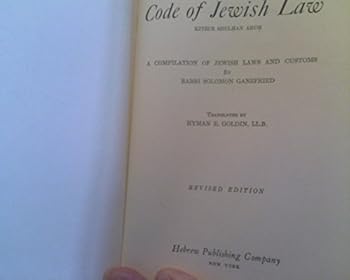 Code of Jewish Law
KITZUR SHULHAN ARUH
A COMPILATION OF JEWISH LAWS AND CUSTOMS
BY
RABBI SOLOMON GANZFRIED
TRANSLATED BY
HYMAN E. GOLDIN, LL.B.
REVISED EDITION
Hebrew Publishing Company
NEW YORK